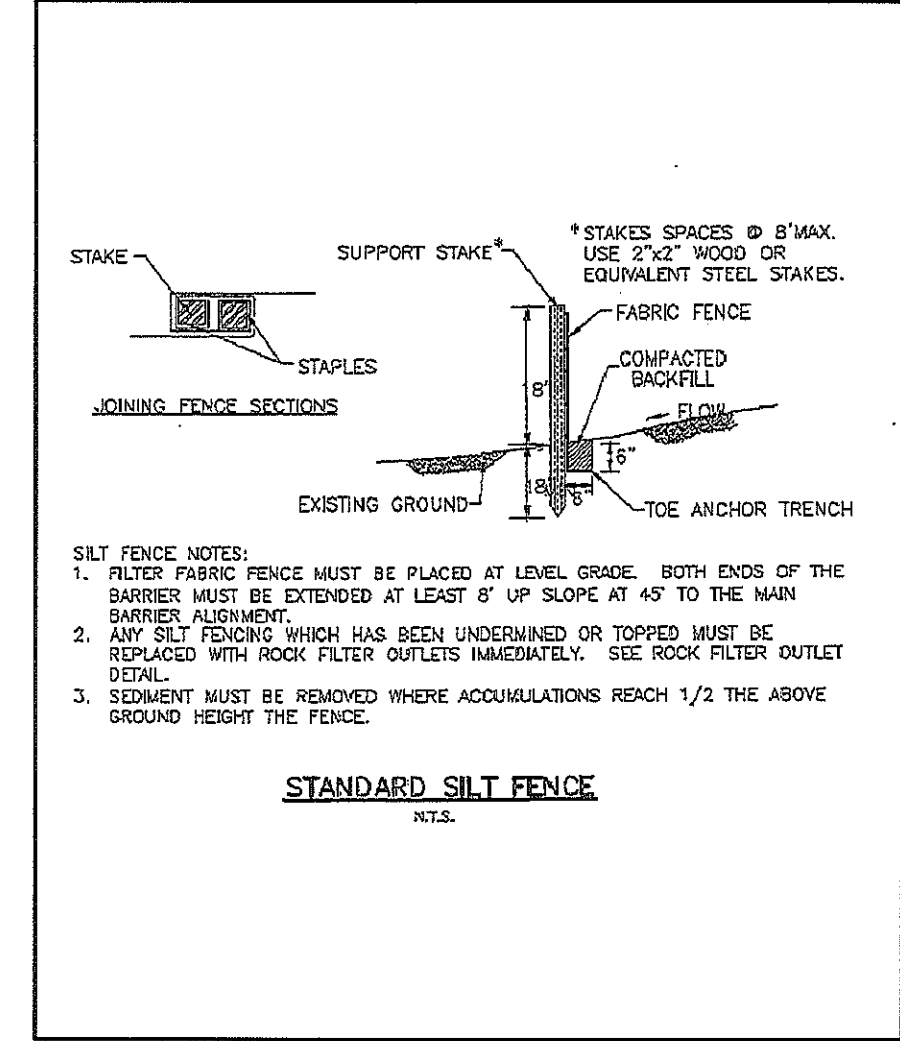 STAKE
SUPPORT STAKE*
*STAKES SPACES @ 8'MAX.
USE 2"x2" WOOD OR
EQUIVALENT STEEL STAKES.
FABRIC FENCE
STAPLES
COMPACTED
BACKFILL
JOINING FENCE SECTIONS
FLOW
6"
EXISTING GROUND
TOE ANCHOR TRENCH
SILT FENCE NOTES:
1. FILTER FABRIC FENCE MUST BE PLACED AT LEVEL GRADE. BOTH ENDS OF THE
BARRIER MUST BE EXTENDED AT LEAST 8' UP SLOPE AT 45° TO THE MAIN
BARRIER ALIGNMENT.
2. ANY SILT FENCING WHICH HAS BEEN UNDERMINED OR TOPPED MUST BE
REPLACED WITH ROCK FILTER OUTLETS IMMEDIATELY. SEE ROCK FILTER OUTLET
DETAIL.
3. SEDIMENT MUST BE REMOVED WHERE ACCUMULATIONS REACH 1/2 THE ABOVE
GROUND HEIGHT THE FENCE.
STANDARD SILT FENCE
N.T.S.